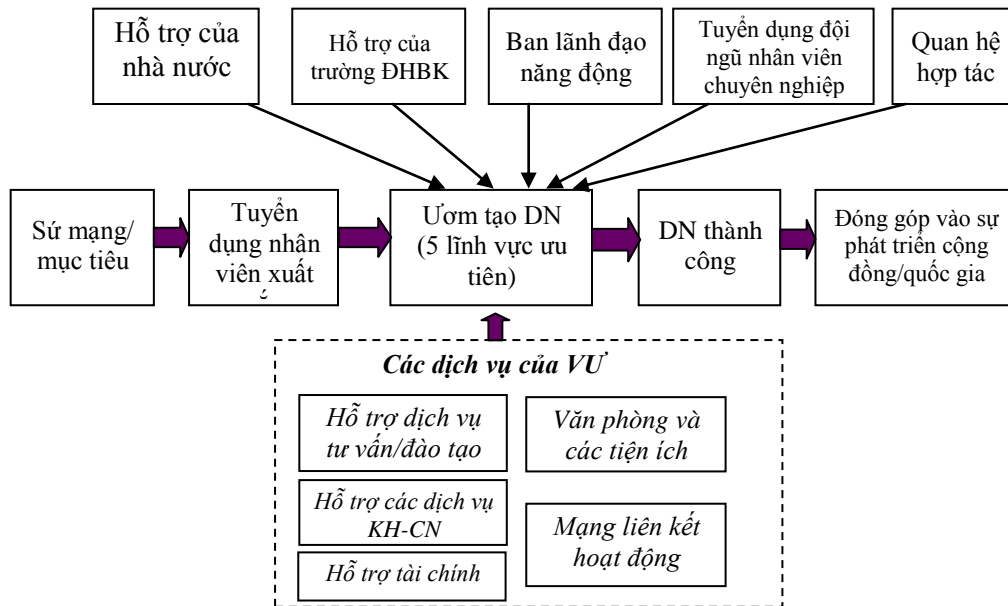 Hỗ trợ của
nhà nước
Hỗ trợ của
trường ĐHBK
Ban lãnh đạo
năng động
Tuyển dụng đội
ngũ nhân viên
chuyên nghiệp
Quan hệ
hợp tác
Sứ mạng/
mục tiêu
Tuyển
dụng nhân
viên xuất
Ươm tạo DN
(5 lĩnh vực ưu
tiên)
DN thành
công
Đóng góp vào sự
phát triển cộng
đồng/quốc gia
Các dịch vụ của VƯ
Hỗ trợ dịch vụ
tư vấn/đào tạo
Hỗ trợ các dịch vụ
KH-CN
Hỗ trợ tài chính
Văn phòng và
các tiện ích
Mạng liên kết
hoạt động